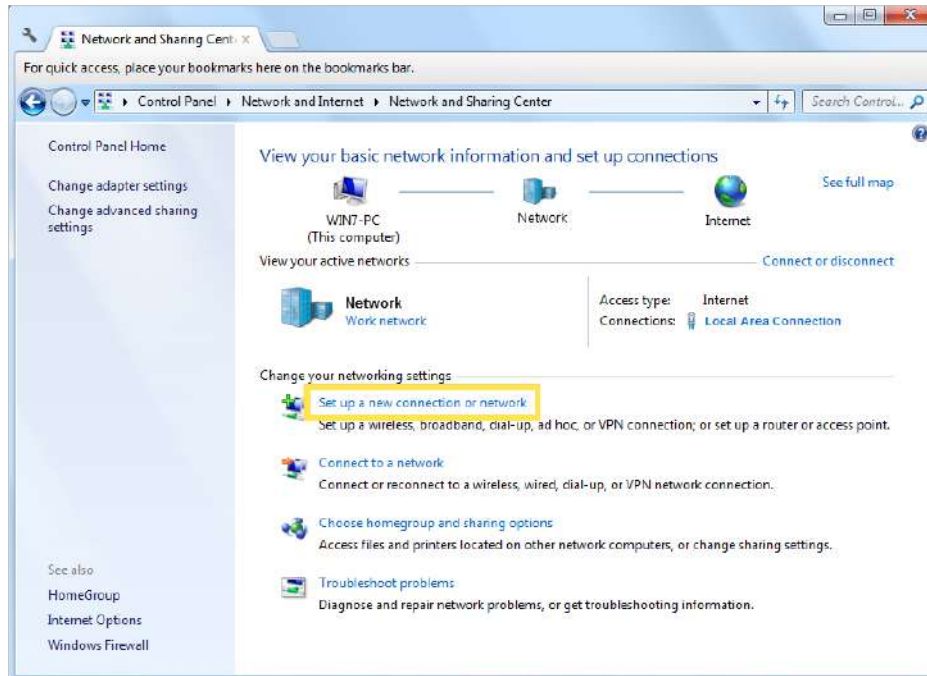 Network and Sharing Cent
For quick access, place your bookmarks here on the bookmarks bar.
Control Panel Network and Internet Network and Sharing Center Search Control...
Control Panel Home
Change adapter settings
Change advanced sharing
settings
See also
HomeGroup
Internet Options
Windows Firewall
View your basic network information and set up connections
See full map
WIN7-PC Network Internet
(This computer)
View your active networks Connect or disconnect
Network Access type: Internet
Work network Connections: Local Area Connection
Change your networking settings
Set up a new connection or network
Set up a wireless, broadband, dial-up, ad hoc, or VPN connection; or set up a router or access point.
Connect to a network
Connect or reconnect to a wireless, wired, dial-up, or VPN network connection.
Choose homegroup and sharing options
Access files and printers located on other network computers, or change sharing settings.
Troubleshoot problems
Diagnose and repair network problems, or get troubleshooting information.